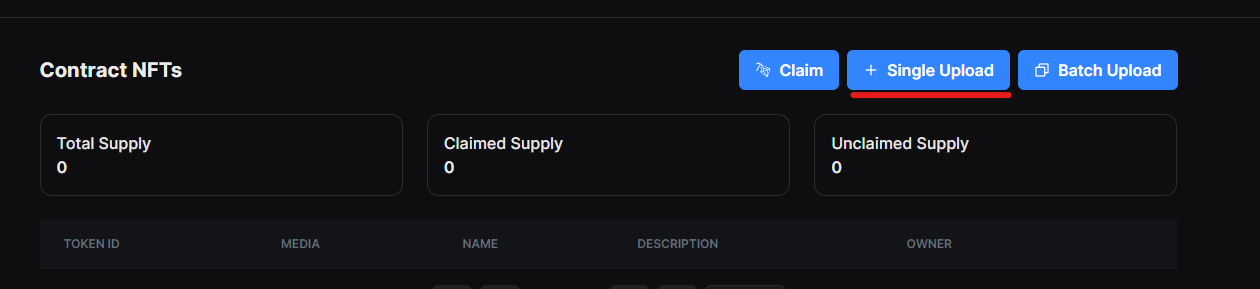 Contract NFTs
Claim
Single Upload
Batch Upload
Total Supply
0
Claimed Supply
0
Unclaimed Supply
0
TOKEN ID
MEDIA
NAME
DESCRIPTION
OWNER